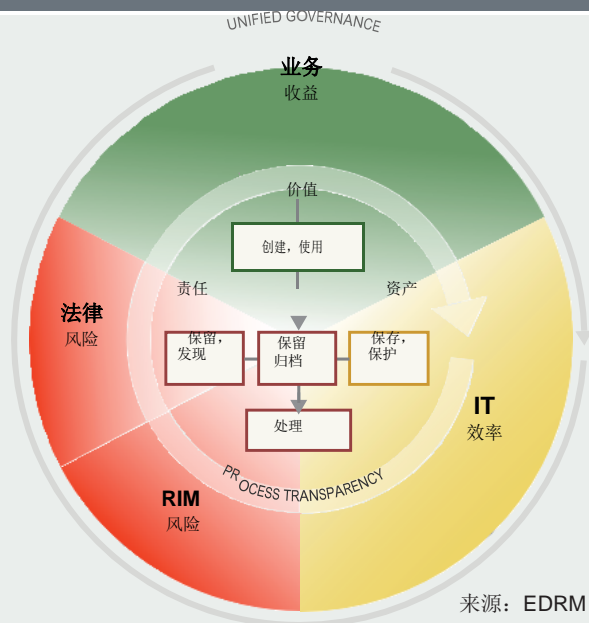 UNIFIED GOVERNANCE
业务
收益
价值
创建，使用
责任
资产
法律
风险
保留，
发现
保留
归档
保存，
保护
处理
IT
效率
PROCESS TRANSPARENCY
RIM
风险
来源：EDRM